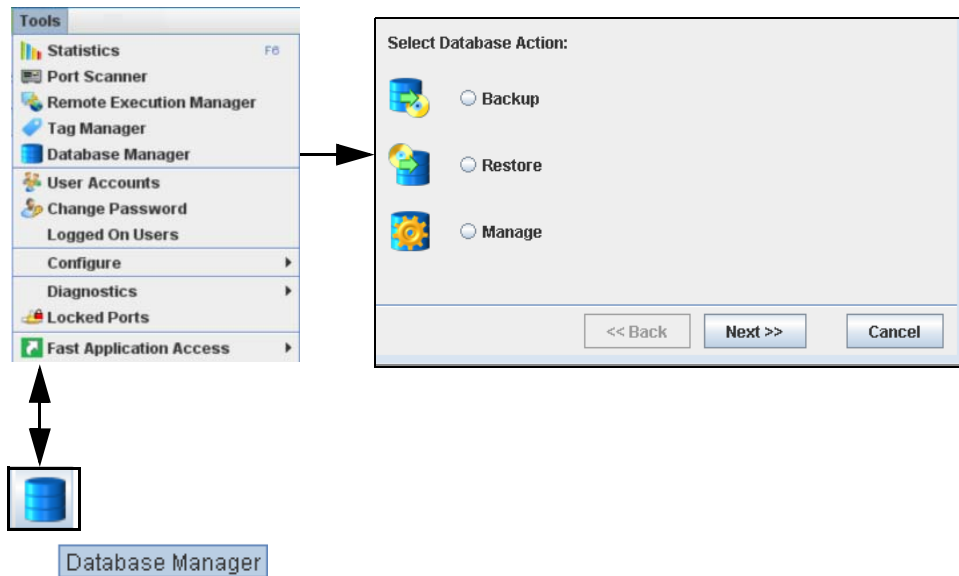 Tools
Statistics F6
Port Scanner
Remote Execution Manager
Tag Manager
Database Manager
User Accounts
Change Password
Logged On Users
Configure
Diagnostics
Locked Ports
Fast Application Access
Select Database Action:
Backup
Restore
Manage
<< Back Next >> Cancel
Database Manager